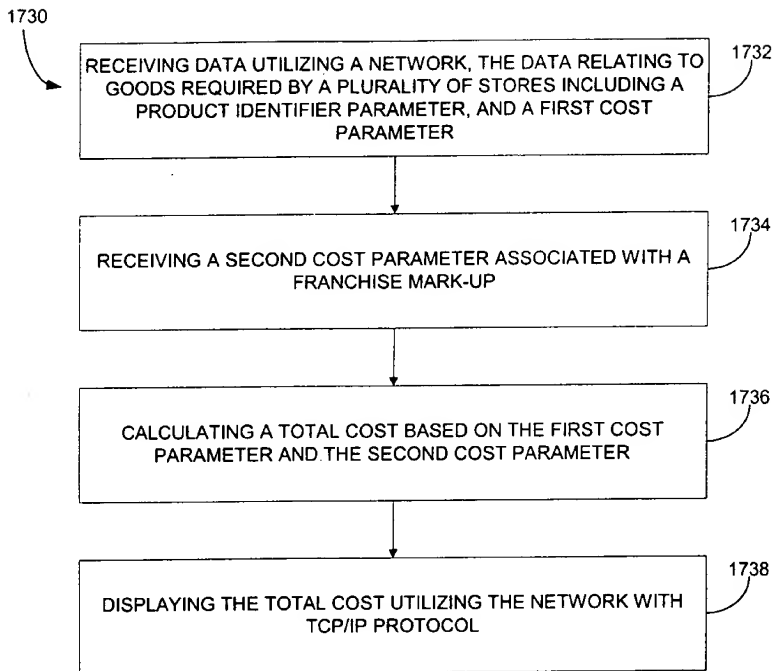 1730
RECEIVING DATA UTILIZING A NETWORK, THE DATA RELATING TO
GOODS REQUIRED BY A PLURALITY OF STORES INCLUDING A
PRODUCT IDENTIFIER PARAMETER, AND A FIRST COST
PARAMETER
1732
RECEIVING A SECOND COST PARAMETER ASSOCIATED WITH A
FRANCHISE MARK-UP
1734
CALCULATING A TOTAL COST BASED ON THE FIRST COST
PARAMETER AND THE SECOND COST PARAMETER
1736
DISPLAYING THE TOTAL COST UTILIZING THE NETWORK WITH
TCP/IP PROTOCOL
1738